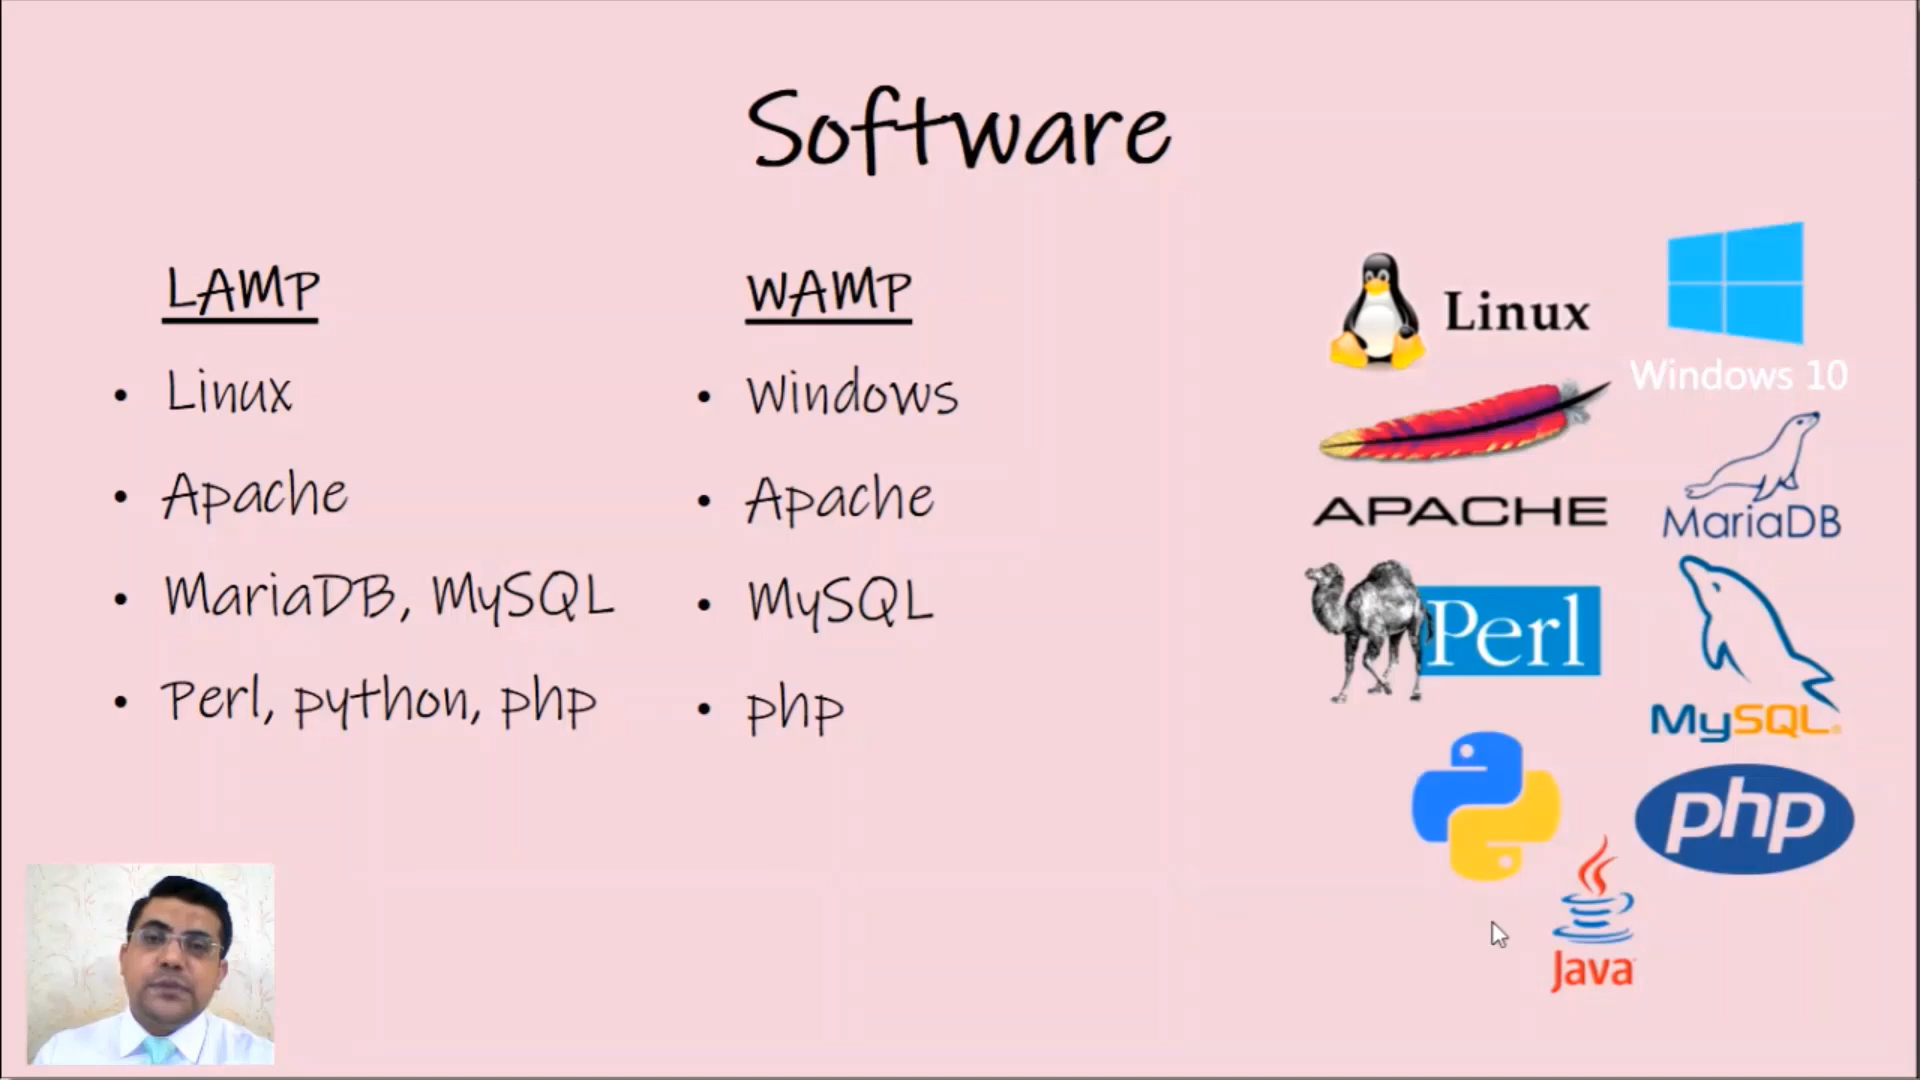 Software
LAMP
Linux
Apache
MariaDB, MySQL
Perl, python, php
WAMP
Windows
Apache
MySQL
php
Linux
Windows 10
APACHE
MariaDB
Perl
MySQL
php
Java